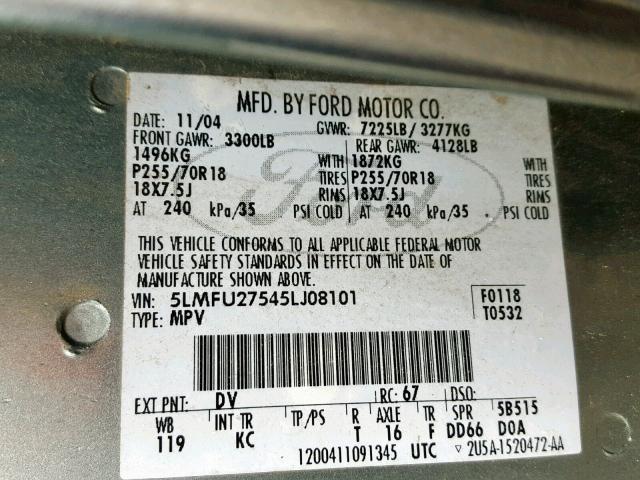 MFD. BY FORD MOTOR CO.
DATE: 11/04 GVWR: 7225LB/ 3277KG
FRONT GAWR: 3300LB REAR GAWR: 4128LB
1496KG WITH 1872KG WITH
P255/70R18 TIRES P255/70R18 TIRES
18X7.5J RIMS 18X7.5J RIMS
AT 240 kPa/35 PSI COLD AT 240 kPa/35 PSI COLD
Ford
THIS VEHICLE CONFORMS TO ALL APPLICABLE FEDERAL MOTOR
VEHICLE SAFETY STANDARDS IN EFFECT ON THE DATE OF
MANUFACTURE SHOWN ABOVE.
VIN: 5LMFU27545LJ08101 F0118
TYPE: MPV T0532
EXT PNT: DV RC: 67 DSO:
WB INT TR TP/PS R AXLE TR SPR 5B515
119 KC T 16 F DD66 D0A
1200411091345 UTC ▽ 2U5A-1520472-AA